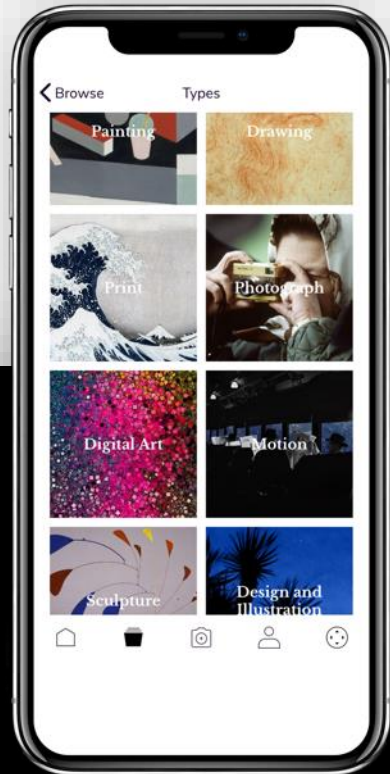 Browse
Types
Painting
Drawing
Print
Photograph
Digital Art
Motion
Sculpture
Design and
Illustration